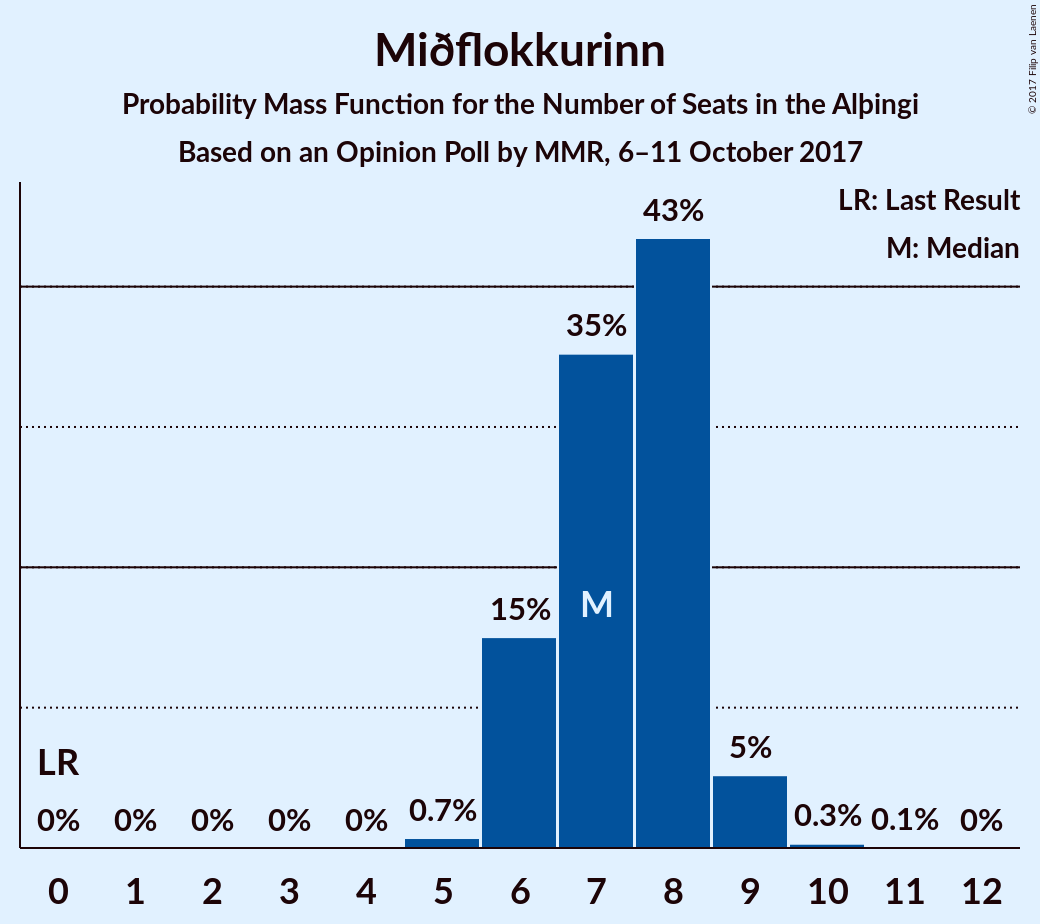 Miðflokkurinn
Probability Mass Function for the Number of Seats in the Alþingi
Based on an Opinion Poll by MMR, 6–11 October 2017
© 2017 Filip van Laenen
LR: Last Result
M: Median
43%
35%
15%
M
5%
LR
0% 0% 0% 0% 0% 0.7% 0.3% 0.1% 0%
0 1 2 3 4 5 6 7 8 9 10 11 12